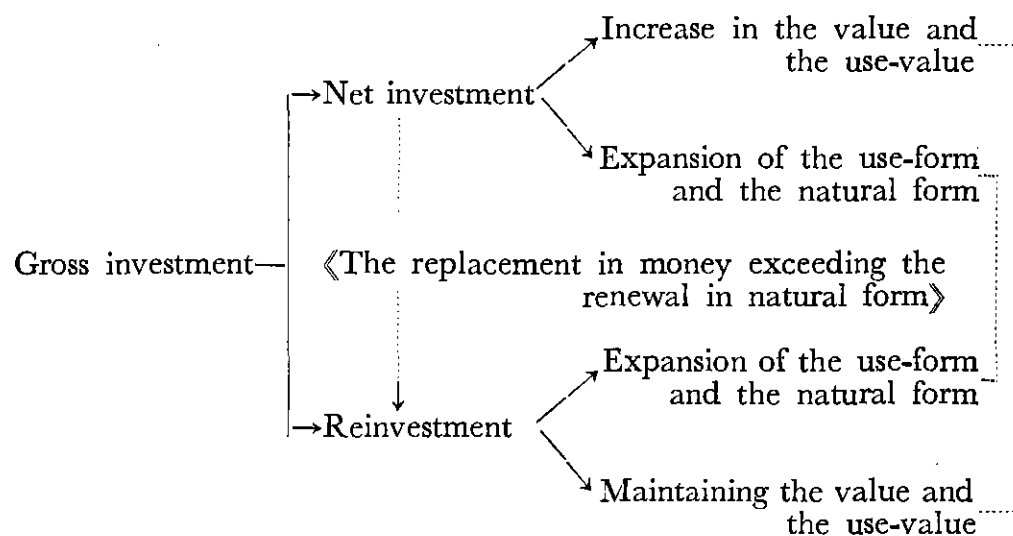 Increase in the value and
the use-value
Net investment
Expansion of the use-form
and the natural form
Gross investment
《The replacement in money exceeding the
renewal in natural form》
Expansion of the use-form
and the natural form
Reinvestment
Maintaining the value and
the use-value